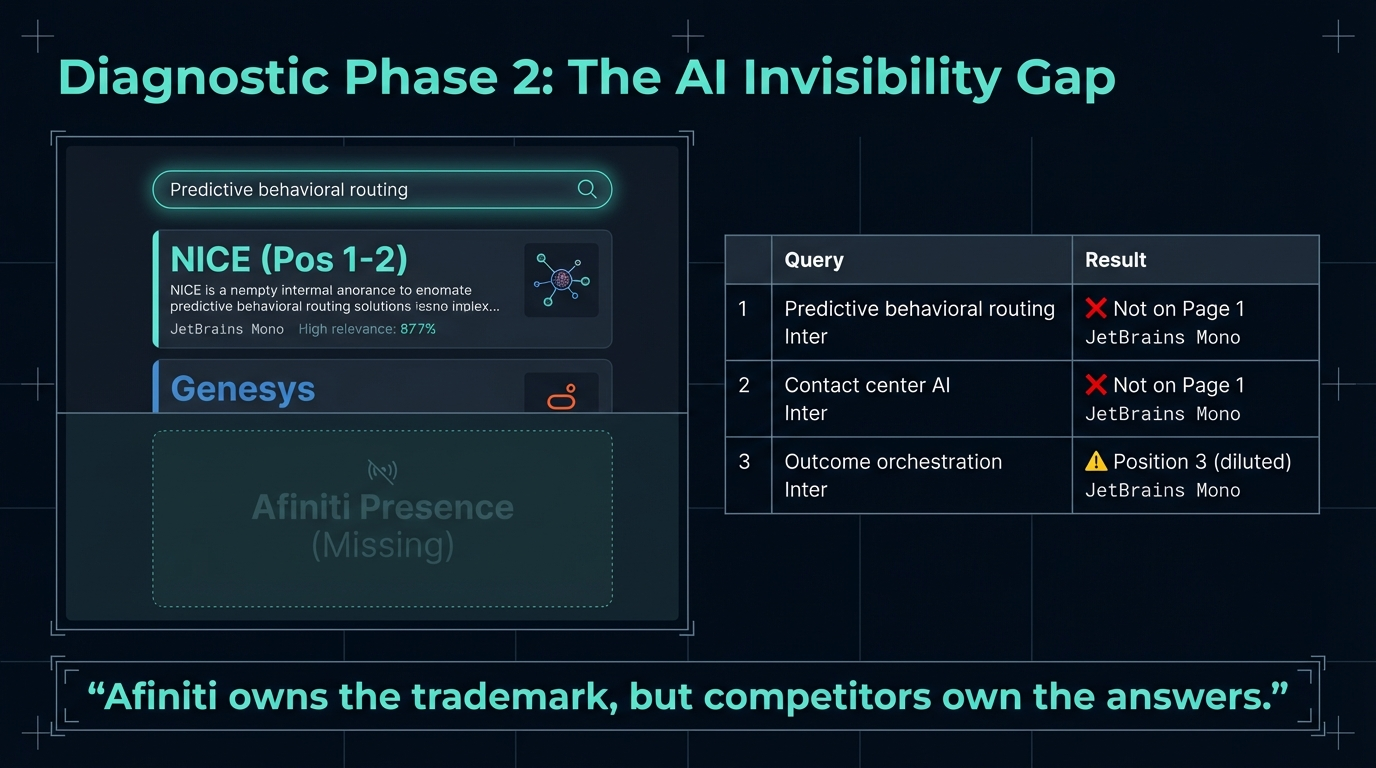 Diagnostic Phase 2: The AI Invisibility Gap
Predictive behavioral routing
NICE (Pos 1-2)
NICE is a nempty intermal anorance to enomate
predictive behavioral routing solutions iesno implex...
JetBrains Mono High relevance: 877%
Genesys
Afiniti Presence
(Missing)
Query Result
1 Predictive behavioral routing ❌ Not on Page 1
Inter JetBrains Mono
2 Contact center AI ❌ Not on Page 1
Inter JetBrains Mono
3 Outcome orchestration ⚠️ Position 3 (diluted)
Inter JetBrains Mono
“Afiniti owns the trademark, but competitors own the answers.”